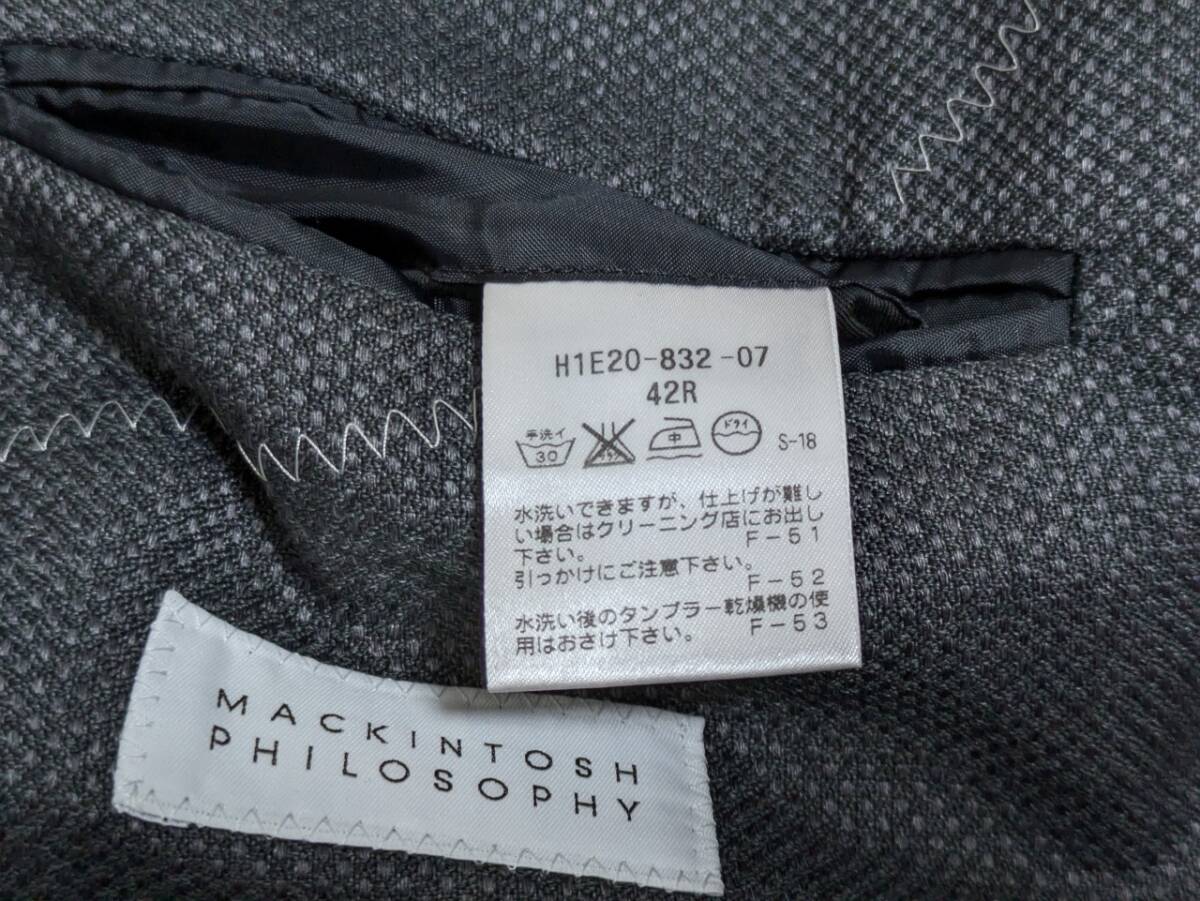 H1E20-832-07
42R
手洗イ 30 中 ドライ S-18
水洗いできますが、仕上げが難し
い場合はクリーニング店にお出し
下さい。 F-51
引っかけにご注意下さい。
F-52
水洗い後のタンブラー乾燥機の使
用はおさけ下さい。 F-53
MACKINTOSH
PHILOSOPHY